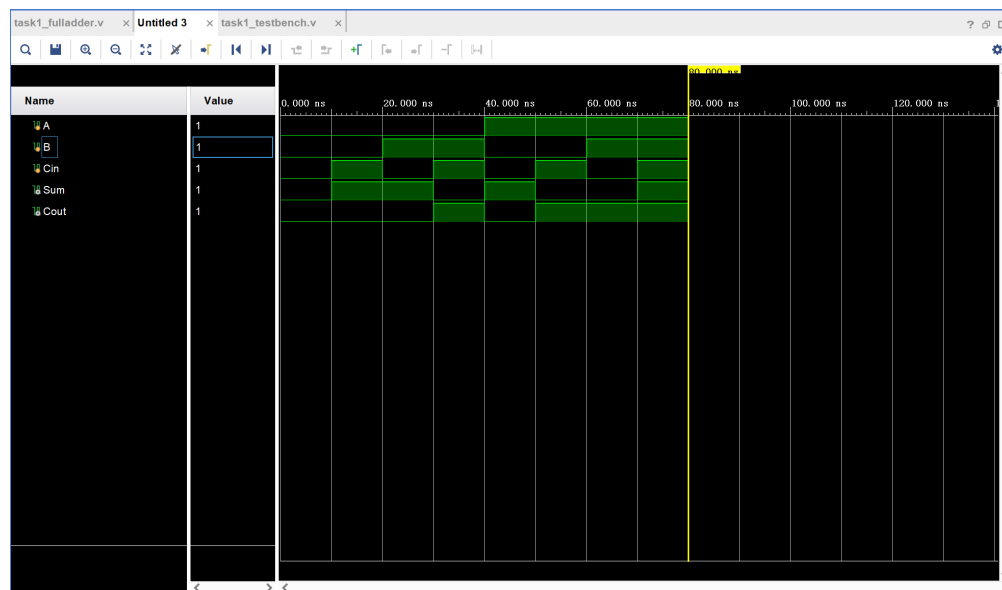 task1_fulladder.v × Untitled 3 × task1_testbench.v ×
?
80.000 ns
Name Value
0.000 ns 20.000 ns 40.000 ns 60.000 ns 80.000 ns 100.000 ns 120.000 ns
A 1
B 1
Cin 1
Sum 1
Cout 1